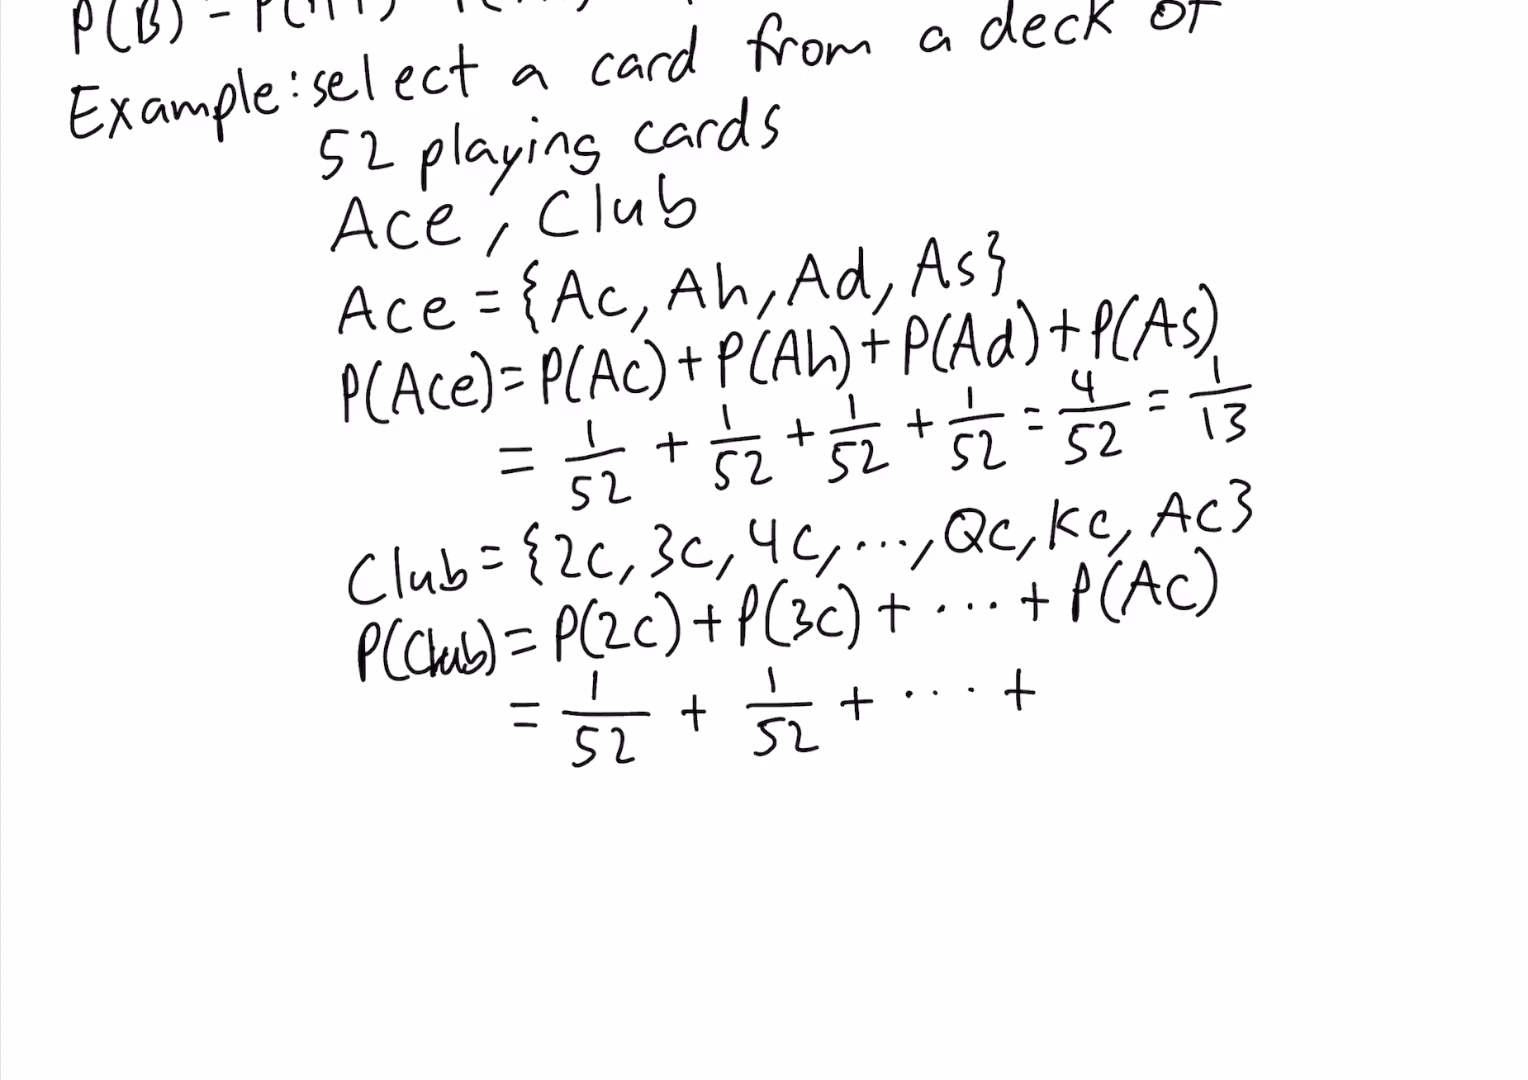 P(B) = P(
Example: select a card from a deck of
52 playing cards
Ace, Club
Ace = {Ac, Ah, Ad, As}
P(Ace) = P(Ac) + P(Ah) + P(Ad) + P(As)
= 1/52 + 1/52 + 1/52 + 1/52 = 4/52 = 1/13
Club = {2c, 3c, 4c, ..., Qc, Kc, Ac}
P(Club) = P(2c) + P(3c) + ... + P(Ac)
= 1/52 + 1/52 + ... +